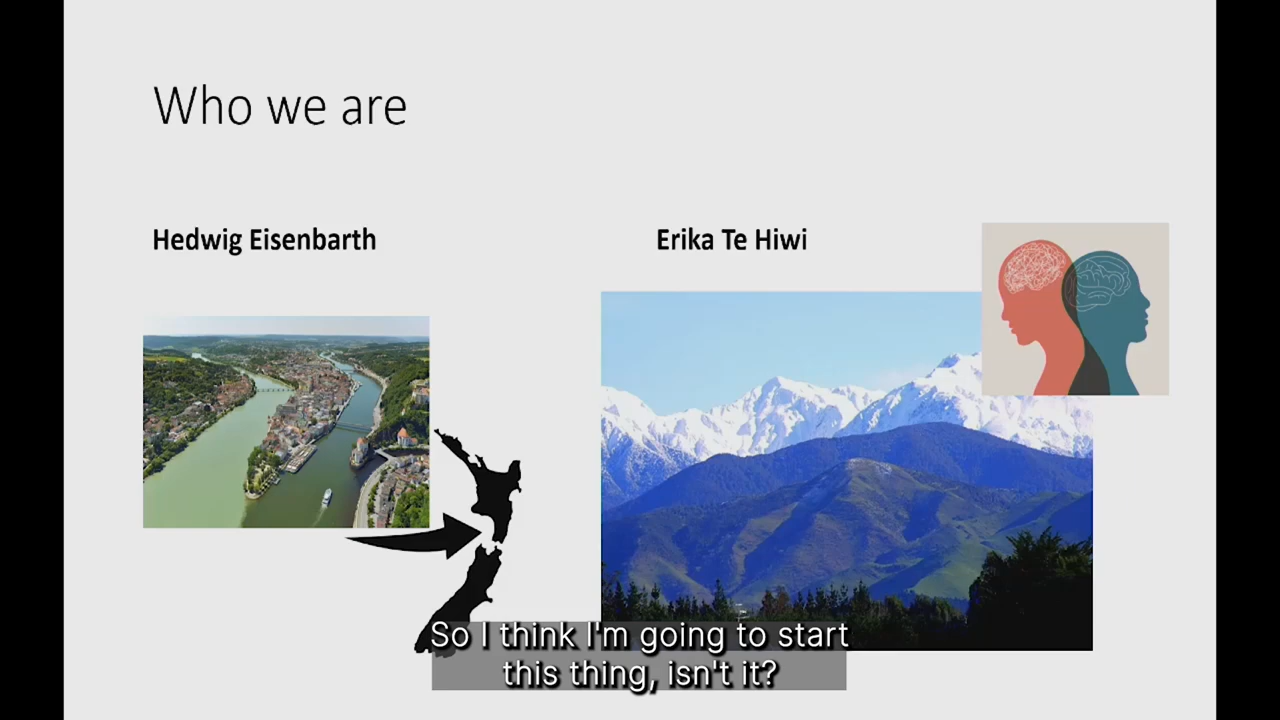 Who we are
Hedwig Eisenbarth
Erika Te Hiwi
So I think I'm going to start
this thing, isn't it?